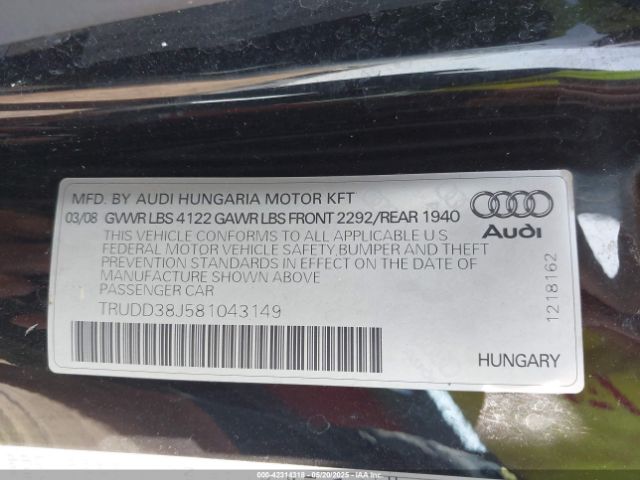 MFD. BY AUDI HUNGARIA MOTOR KFT
03/08 GVWR LBS 4122 GAWR LBS FRONT 2292/REAR 1940
THIS VEHICLE CONFORMS TO ALL APPLICABLE U.S
FEDERAL MOTOR VEHICLE SAFETY,BUMPER AND THEFT
PREVENTION STANDARDS IN EFFECT ON THE DATE OF
MANUFACTURE SHOWN ABOVE
PASSENGER CAR
TRUDD38J581043149
Audi
1218162
HUNGARY
000-42314318 - 05/20/2025 - IAAI.COM